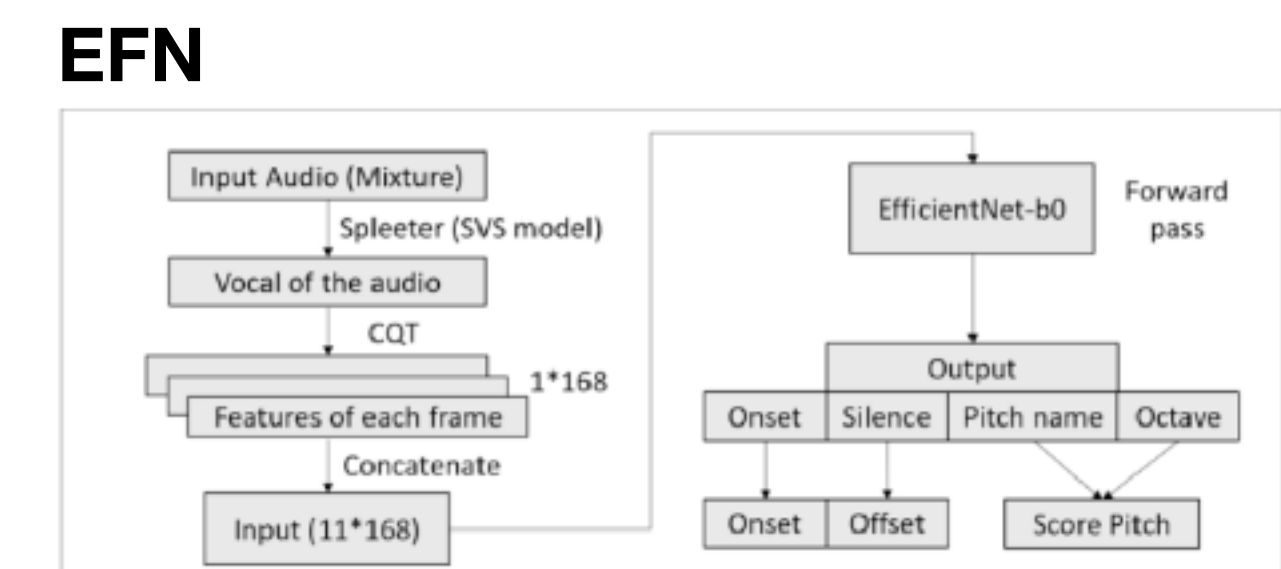 EFN
Input Audio (Mixture)
Spleeter (SVS model)
Vocal of the audio
CQT
1*168
Features of each frame
Concatenate
Input (11*168)
EfficientNet-b0
Forward
pass
Output
Onset
Silence
Pitch name
Octave
Onset
Offset
Score Pitch